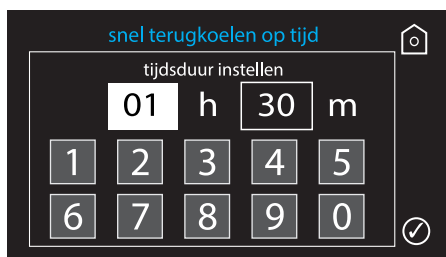 snel terugkoelen op tijd
tijdsduur instellen
01 h 30 m
1 2 3 4 5
6 7 8 9 0